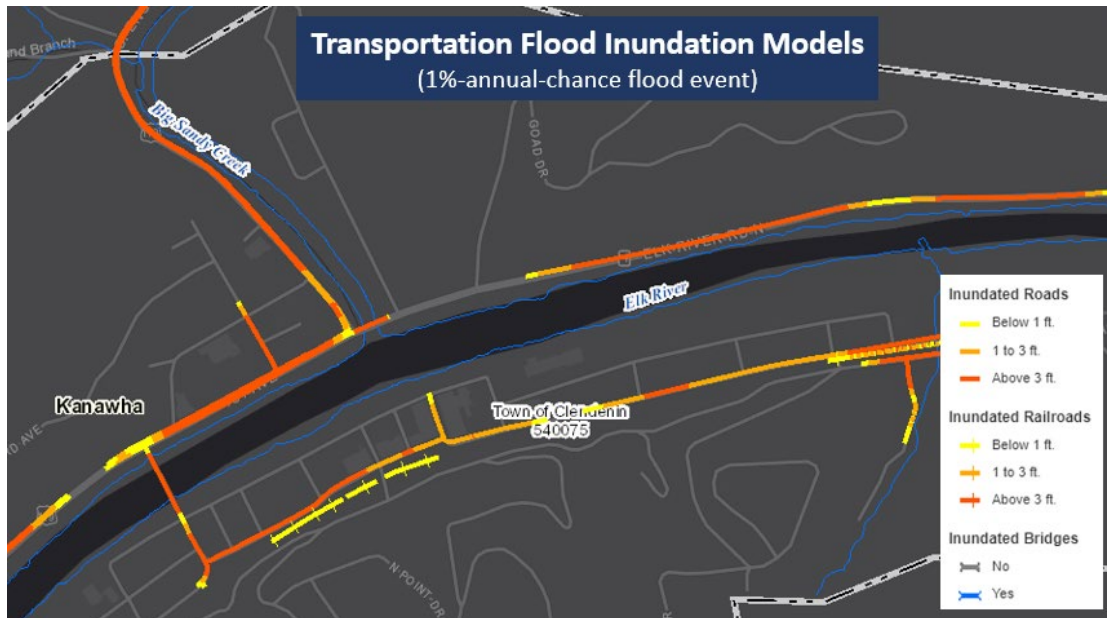 Transportation Flood Inundation Models
(1%-annual-chance flood event)
Branch
Big Sandy Creek
GOAD DR
ELK RIVER RD N
Elk River
Kanawha
AVE
Town of Clendenin
540075
N POINT-DR
Inundated Roads
Below 1 ft.
1 to 3 ft.
Above 3 ft.
Inundated Railroads
Below 1 ft.
1 to 3 ft.
Above 3 ft.
Inundated Bridges
No
Yes